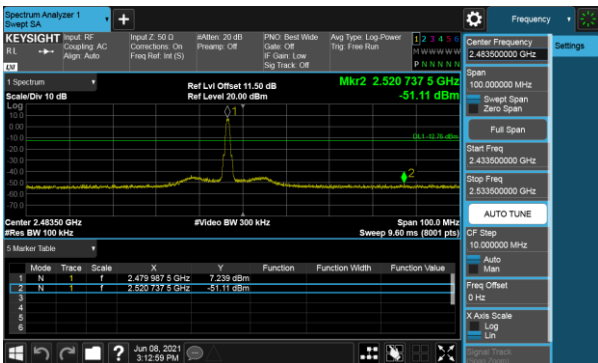 Spectrum Analyzer 1
Swept SA
Frequency
KEYSIGHT
RL
LXI
Input: RF
Coupling: AC
Align: Auto
Input Z: 50 Ω
Corrections: On
Freq Ref: Int (S)
#Atten: 20 dB
Preamp: Off
PNO: Best Wide
Gate: Off
IF Gain: Low
Sig Track: Off
Avg Type: Log-Power
Trig: Free Run
1 2 3 4 5 6
M W W W W W
P N N N N N
1 Spectrum
Scale/Div 10 dB
Ref Lvl Offset 11.50 dB
Ref Level 20.00 dBm
Mkr2 2.520 737 5 GHz
-51.11 dBm
Log
10.0
0.00
-10.0
-20.0
-30.0
-40.0
-50.0
-60.0
-70.0
1
DL1 -12.76 dBm
2
Center 2.48350 GHz
#Res BW 100 kHz
#Video BW 300 kHz
Span 100.0 MHz
Sweep 9.60 ms (8001 pts)
5 Marker Table
Mode Trace Scale X Y Function Function Width Function Value
1 N 1 f 2.479 987 5 GHz 7.239 dBm
2 N 1 f 2.520 737 5 GHz -51.11 dBm
3
4
5
6
Jun 08, 2021
3:12:59 PM
Center Frequency
2.483500000 GHz
Settings
Span
100.000000 MHz
Swept Span
Zero Span
Full Span
Start Freq
2.433500000 GHz
Stop Freq
2.533500000 GHz
AUTO TUNE
CF Step
10.000000 MHz
Auto
Man
Freq Offset
0 Hz
X Axis Scale
Log
Lin
Signal Track
(Span Zoom)